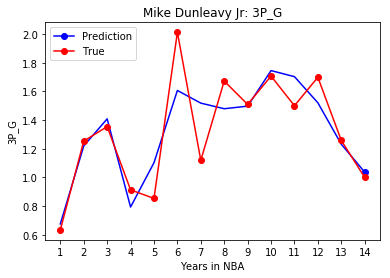 Mike Dunleavy Jr: 3P_G
Prediction
True
3P_G
2.0
1.8
1.6
1.4
1.2
1.0
0.8
0.6
1 2 3 4 5 6 7 8 9 10 11 12 13 14
Years in NBA